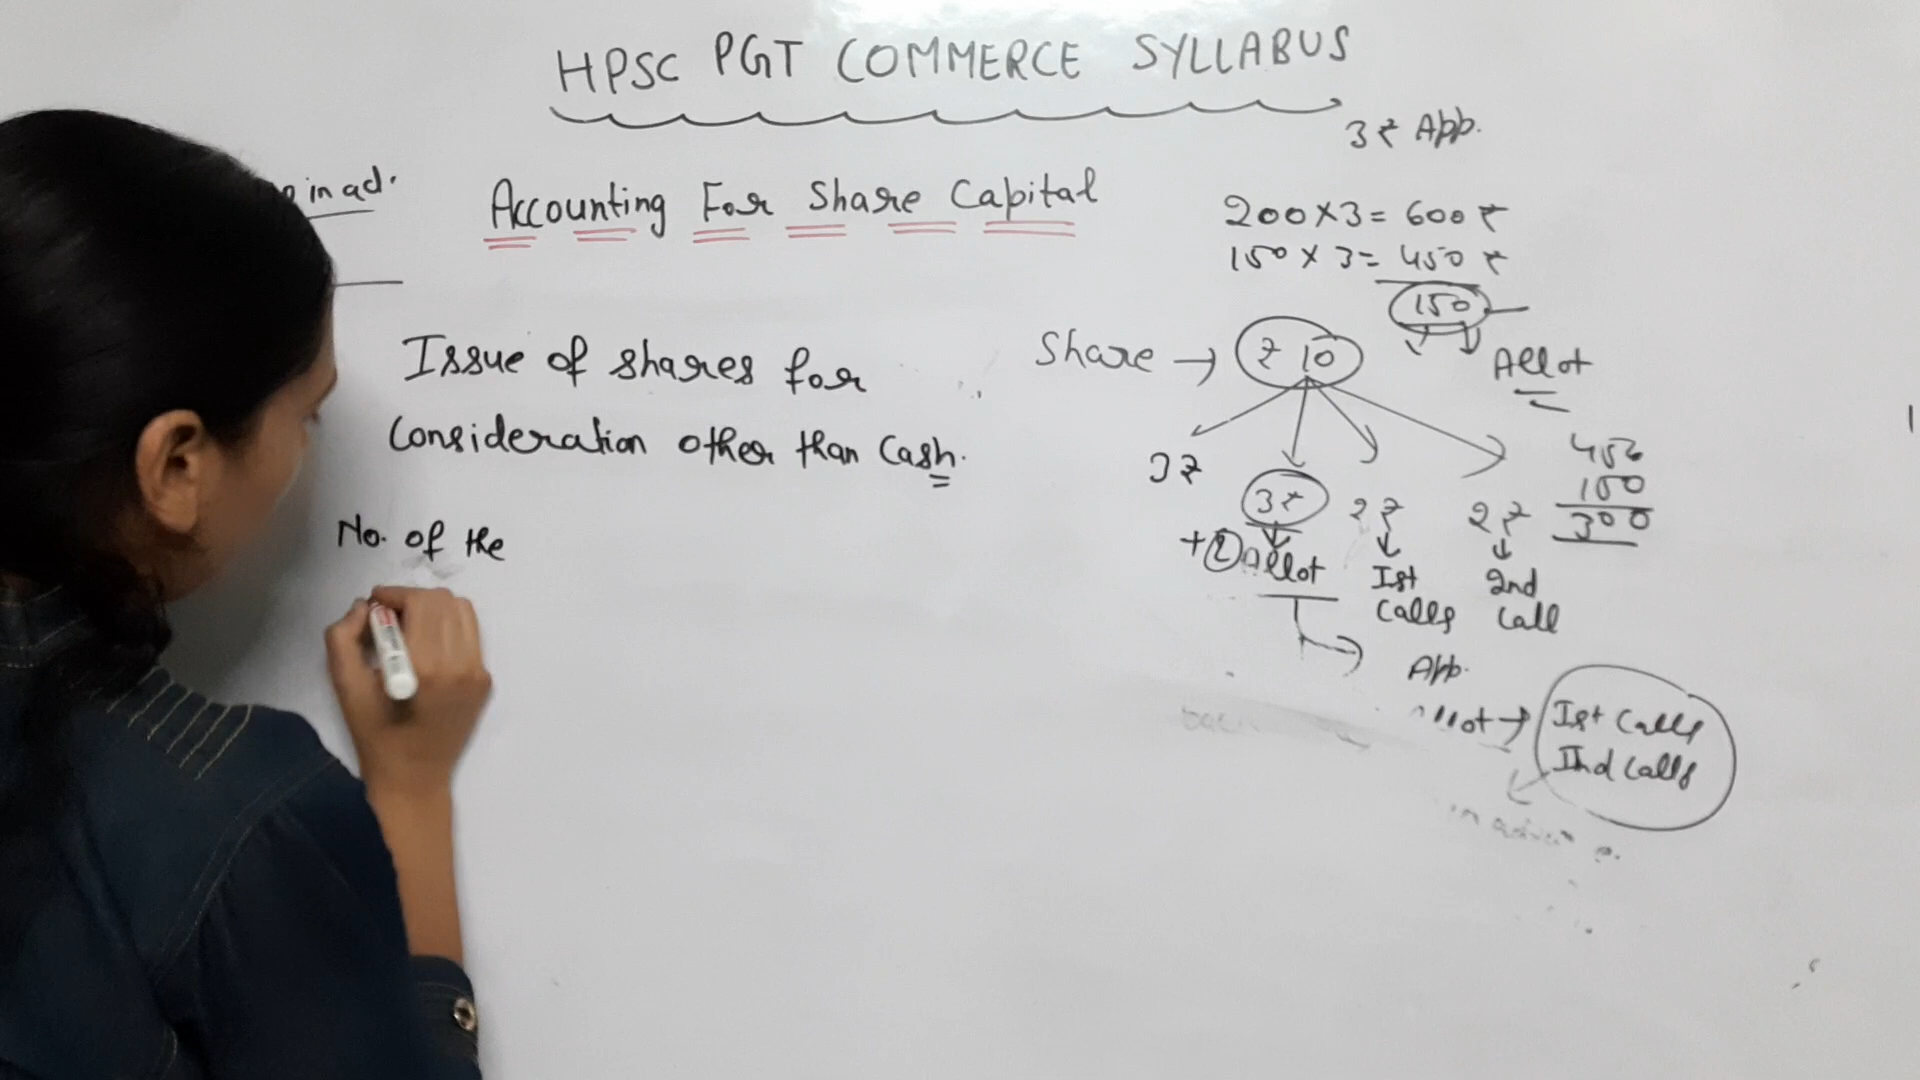 HPSC PGT COMMERCE SYLLABUS
3₹ App.
in ad.
Accounting For Share Capital
200×3= 600₹
150×3= 450₹
150
Issue of shares for
Consideration other than Cash.
No. of the
Share → ₹10
Allot
3₹
3₹
2₹
2₹
+2 Allot
Ist
Calls
2nd
Call
450
150
300
App.
Allot → Ist Calls
IInd Calls